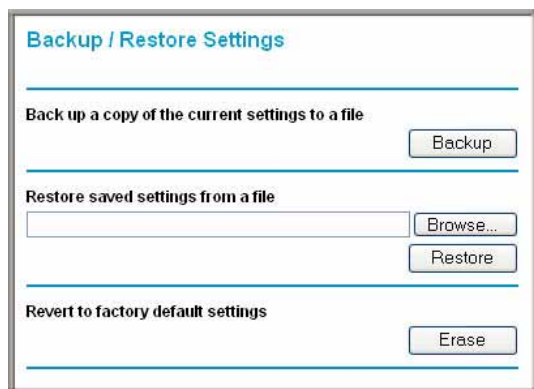 Backup / Restore Settings
Back up a copy of the current settings to a file
Backup
Restore saved settings from a file
Browse...
Restore
Revert to factory default settings
Erase